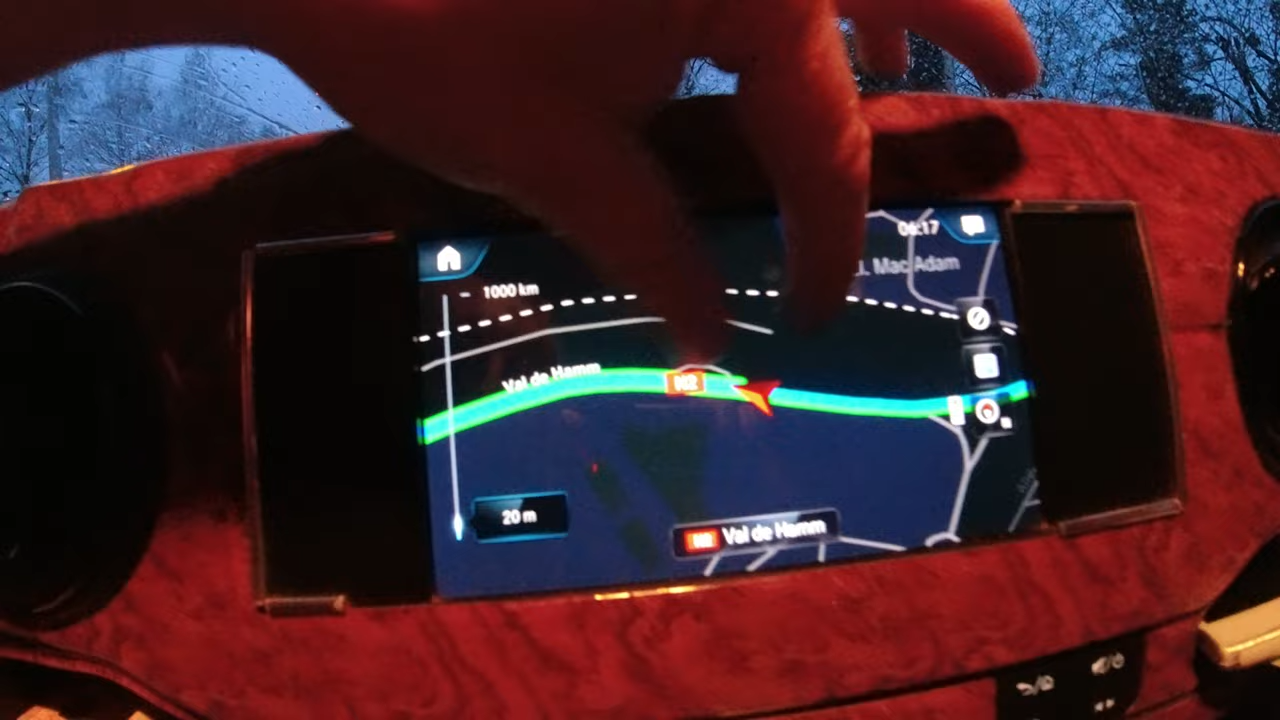 06:17
Mac Adam
1000 km
Val de Hamm
N2
20 m
N2 Val de Hamm